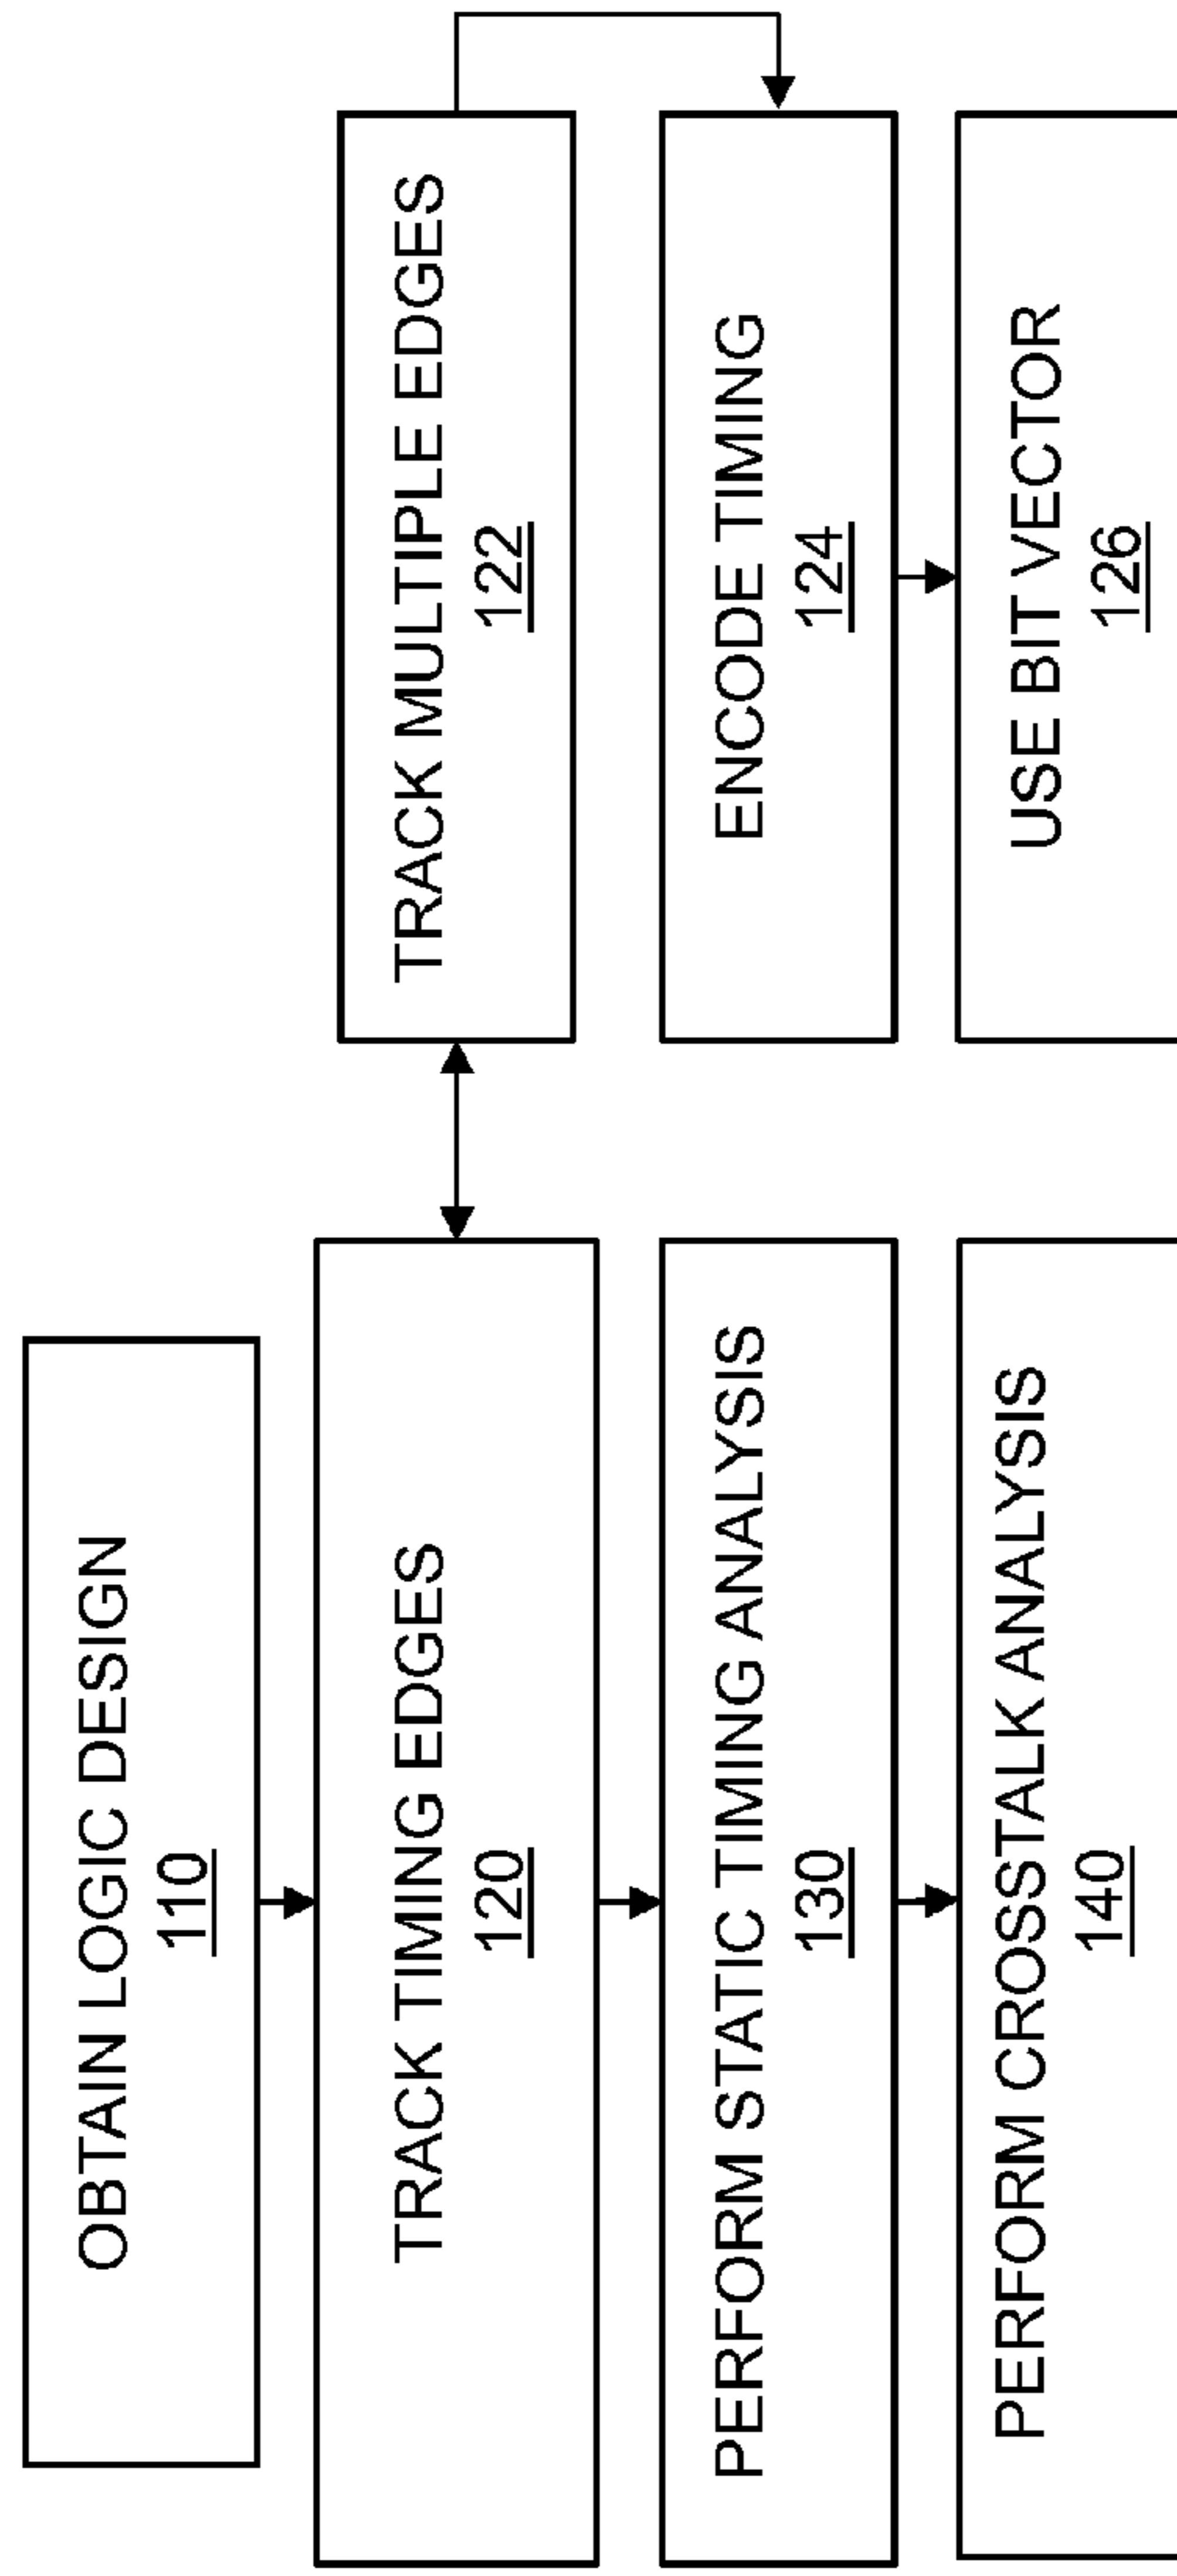 OBTAIN LOGIC DESIGN
110
TRACK TIMING EDGES
120
TRACK MULTIPLE EDGES
122
PERFORM STATIC TIMING ANALYSIS
130
ENCODE TIMING
124
PERFORM CROSSTALK ANALYSIS
140
USE BIT VECTOR
126